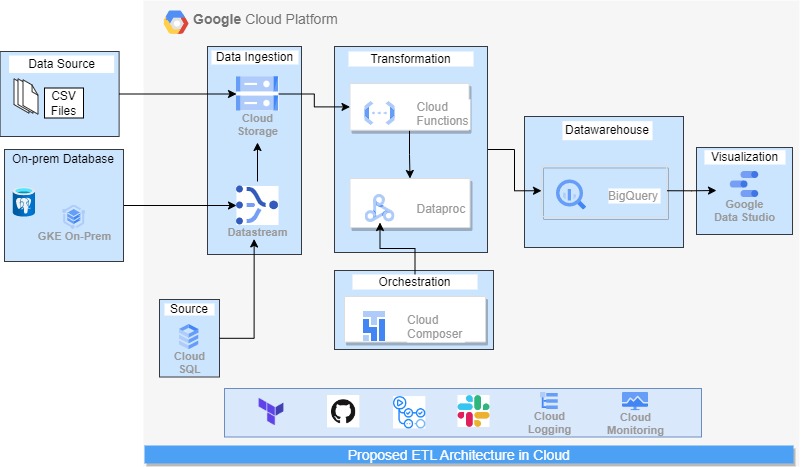 Google Cloud Platform
Data Source
CSV
Files
On-prem Database
GKE On-Prem
Data Ingestion
Cloud
Storage
Datastream
Source
Cloud
SQL
Transformation
Cloud
Functions
Dataproc
Orchestration
Cloud
Composer
Datawarehouse
BigQuery
Visualization
Google
Data Studio
Cloud
Logging
Cloud
Monitoring
Proposed ETL Architecture in Cloud